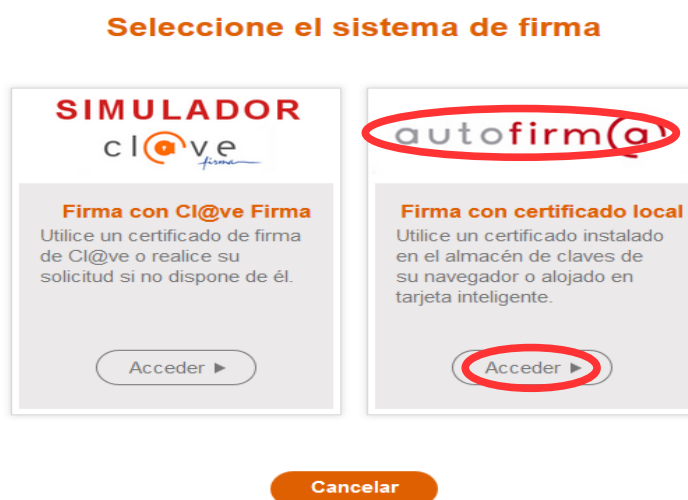 Seleccione el sistema de firma
SIMULADOR
cl@ve
firma
Firma con Cl@ve Firma
Utilice un certificado de firma
de Cl@ve o realice su
solicitud si no dispone de él.
Acceder ►
autofirm@
Firma con certificado local
Utilice un certificado instalado
en el almacén de claves de
su navegador o alojado en
tarjeta inteligente.
Acceder ►
Cancelar